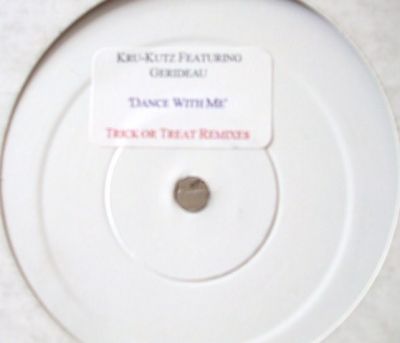 Kru-Kutz Featuring
Gerideau
'Dance With Me'
Trick or Treat Remixes